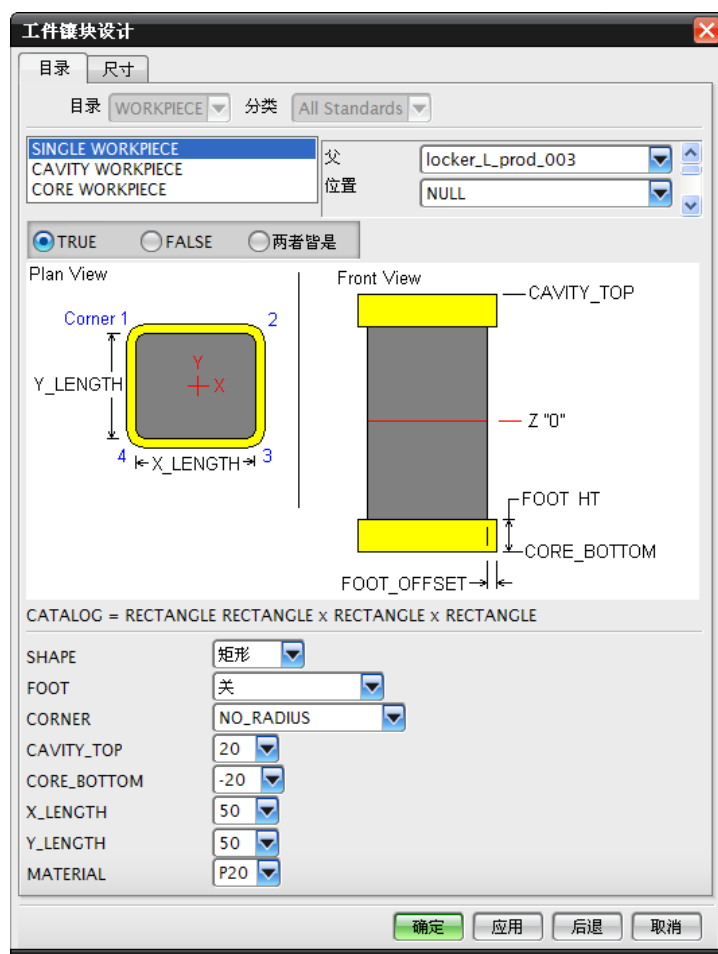 工件镶块设计
目录 尺寸
目录 WORKPIECE 分类 All Standards
SINGLE WORKPIECE
CAVITY WORKPIECE
CORE WORKPIECE
父 locker_L_prod_003
位置 NULL
TRUE FALSE 两者皆是
Plan View
Corner 1 2
Y_LENGTH
Y
X
4 X_LENGTH 3
Front View
CAVITY_TOP
Z "0"
FOOT HT
CORE_BOTTOM
FOOT_OFFSET
CATALOG = RECTANGLE RECTANGLE x RECTANGLE x RECTANGLE
SHAPE 矩形
FOOT 关
CORNER NO_RADIUS
CAVITY_TOP 20
CORE_BOTTOM -20
X_LENGTH 50
Y_LENGTH 50
MATERIAL P20
确定 应用 后退 取消